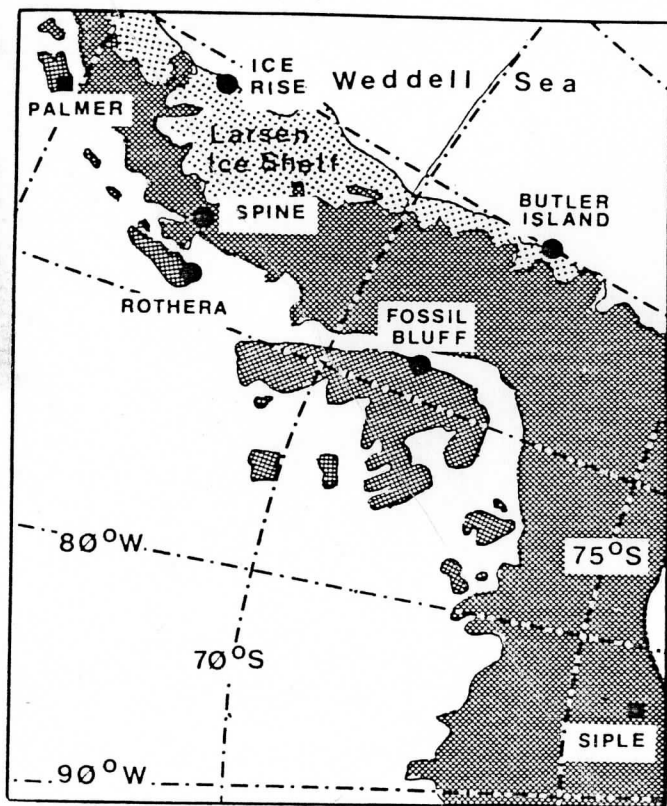 ICE
RISE
Weddell Sea
PALMER
Larsen
Ice Shelf
SPINE
BUTLER
ISLAND
ROTHERA
FOSSIL
BLUFF
80°W
75°S
70°S
SIPLE
90°W